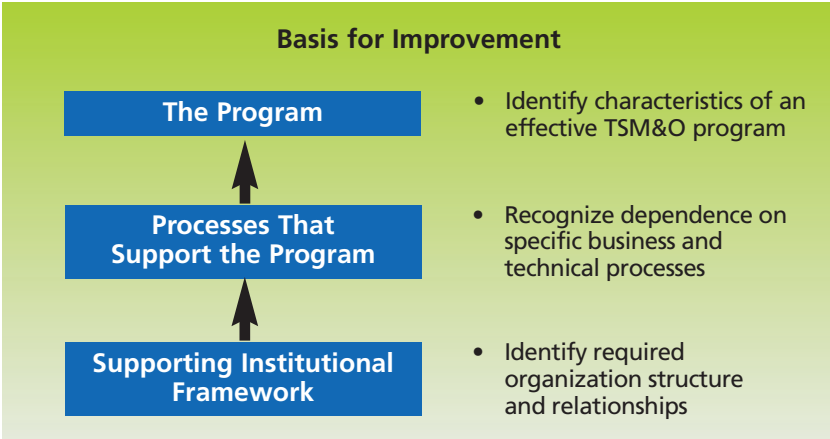 Basis for Improvement
The Program
• Identify characteristics of an
effective TSM&O program
Processes That
Support the Program
• Recognize dependence on
specific business and
technical processes
Supporting Institutional
Framework
• Identify required
organization structure
and relationships